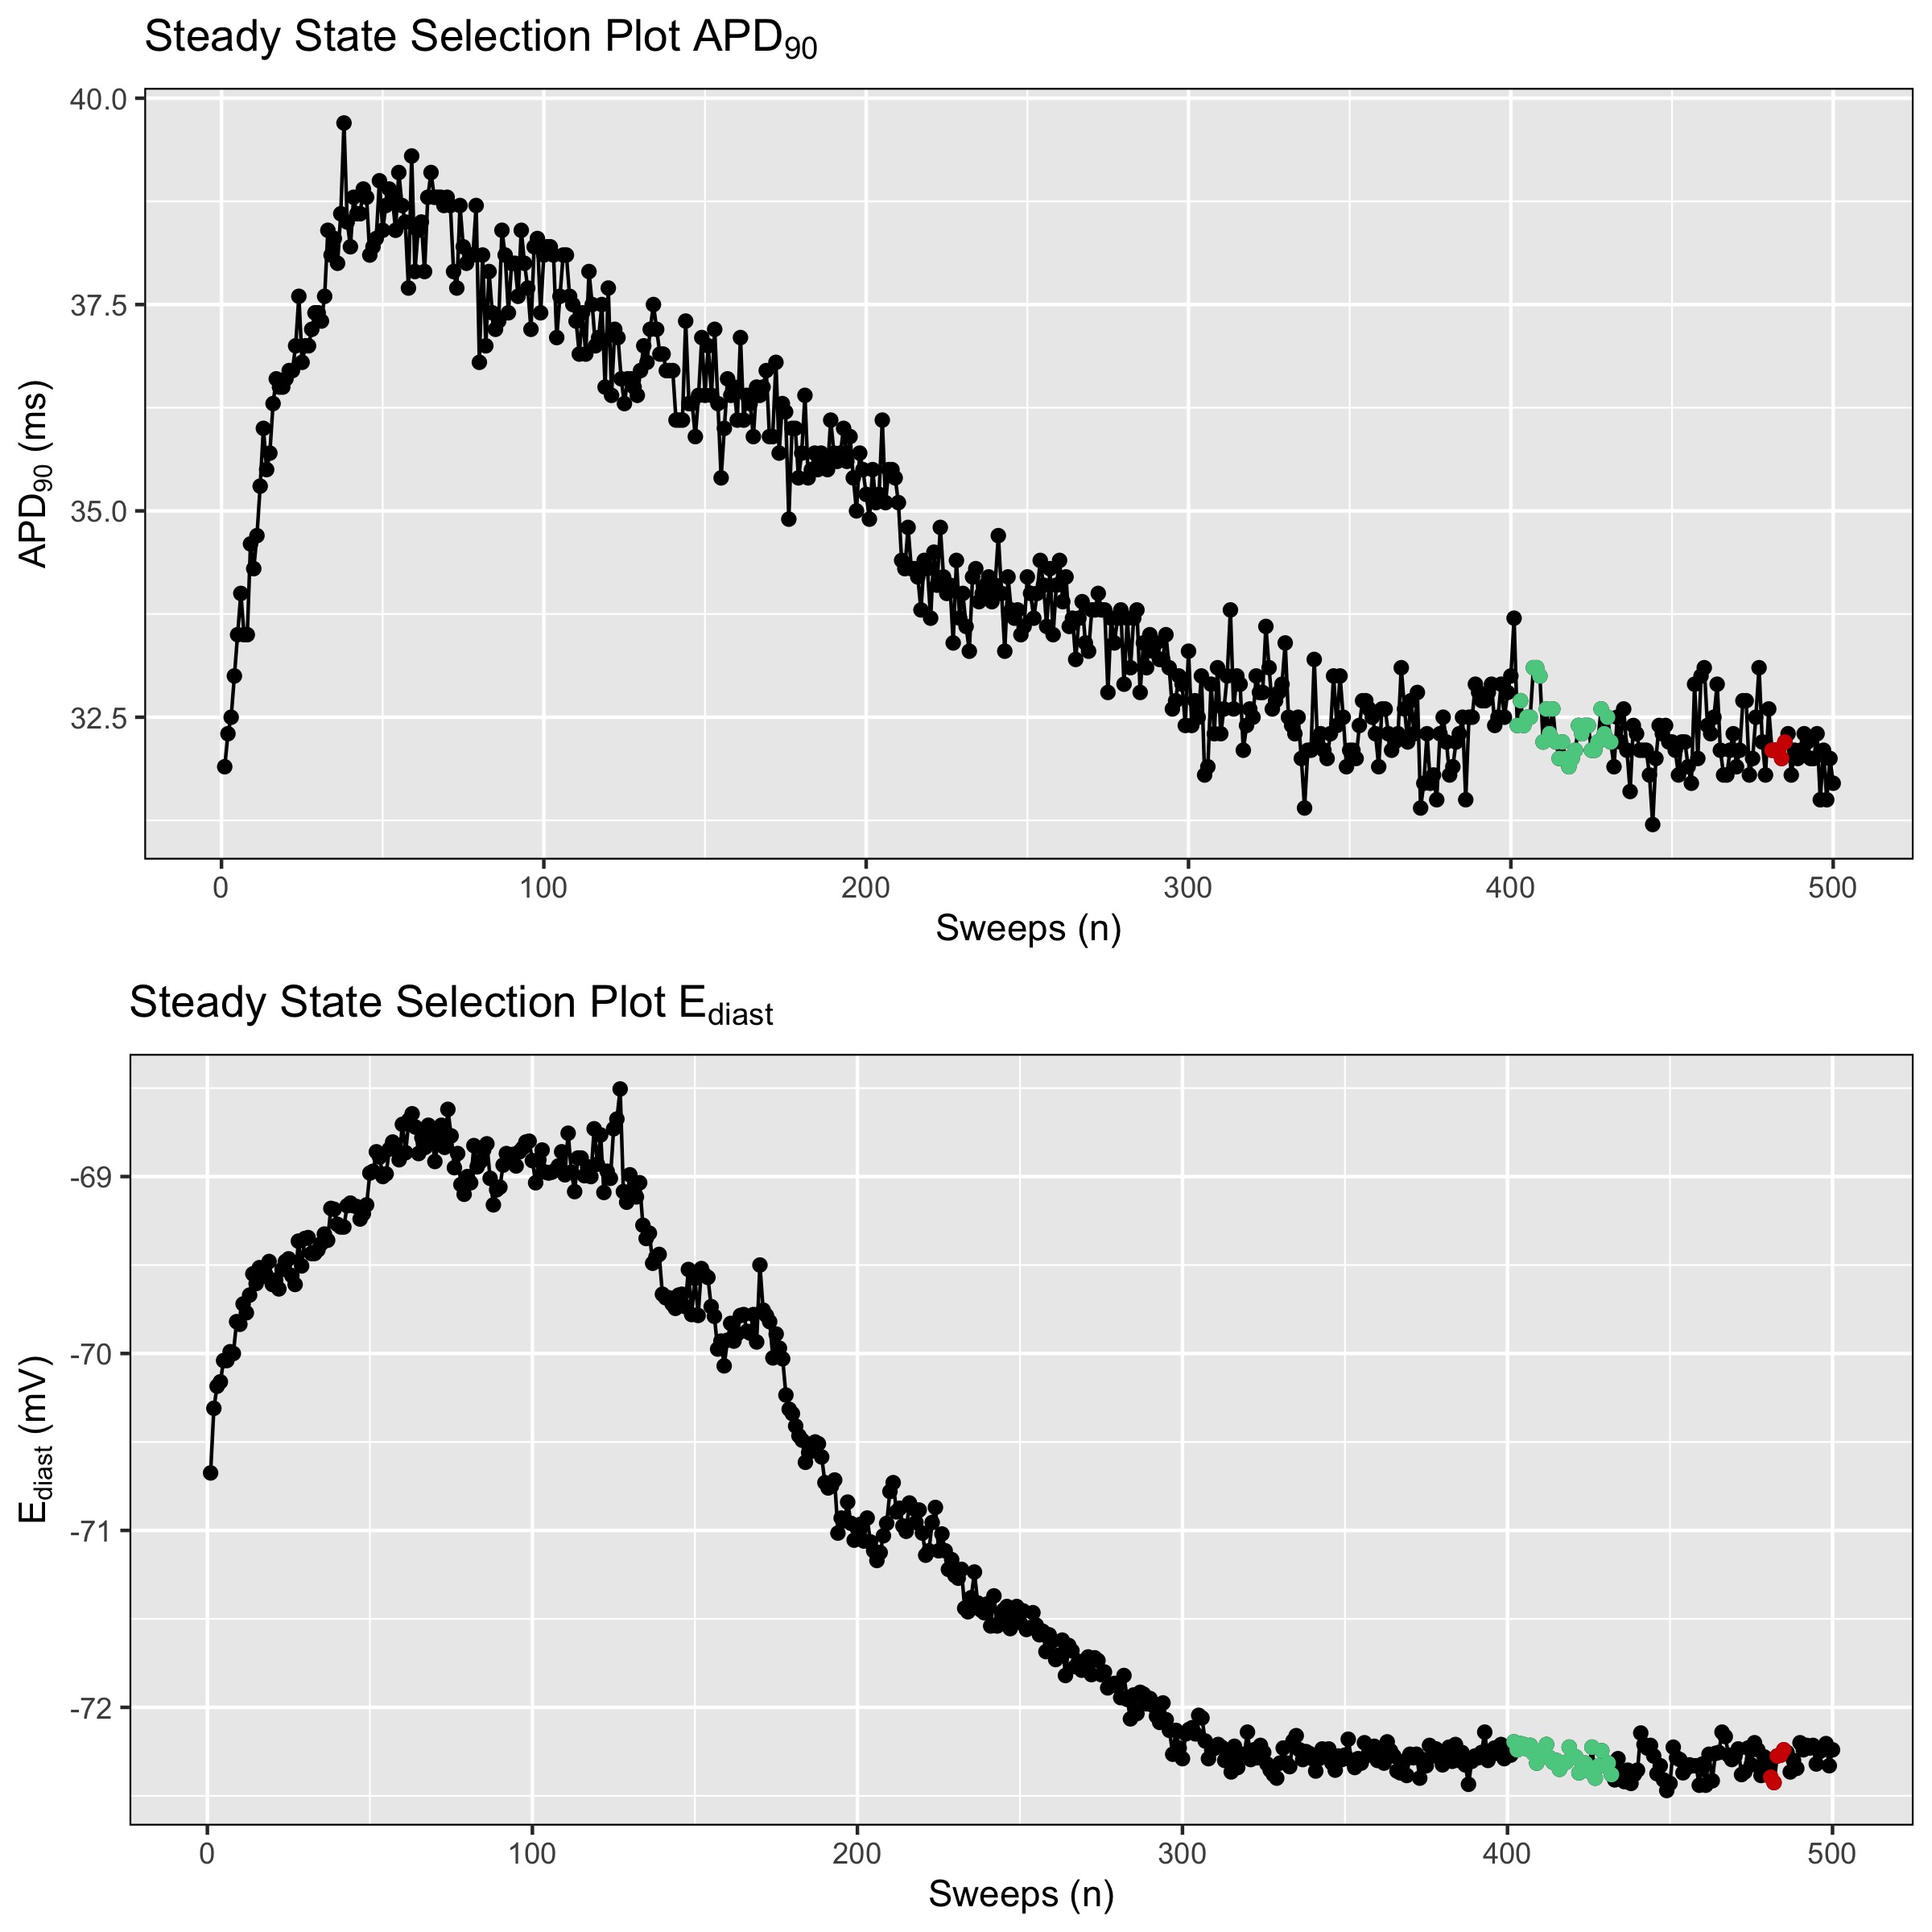 Steady State Selection Plot APD90
40.0
37.5
35.0
32.5
APD90 (ms)
0 100 200 300 400 500
Sweeps (n)
Steady State Selection Plot Ediast
-69
-70
-71
-72
Ediast (mV)
0 100 200 300 400 500
Sweeps (n)